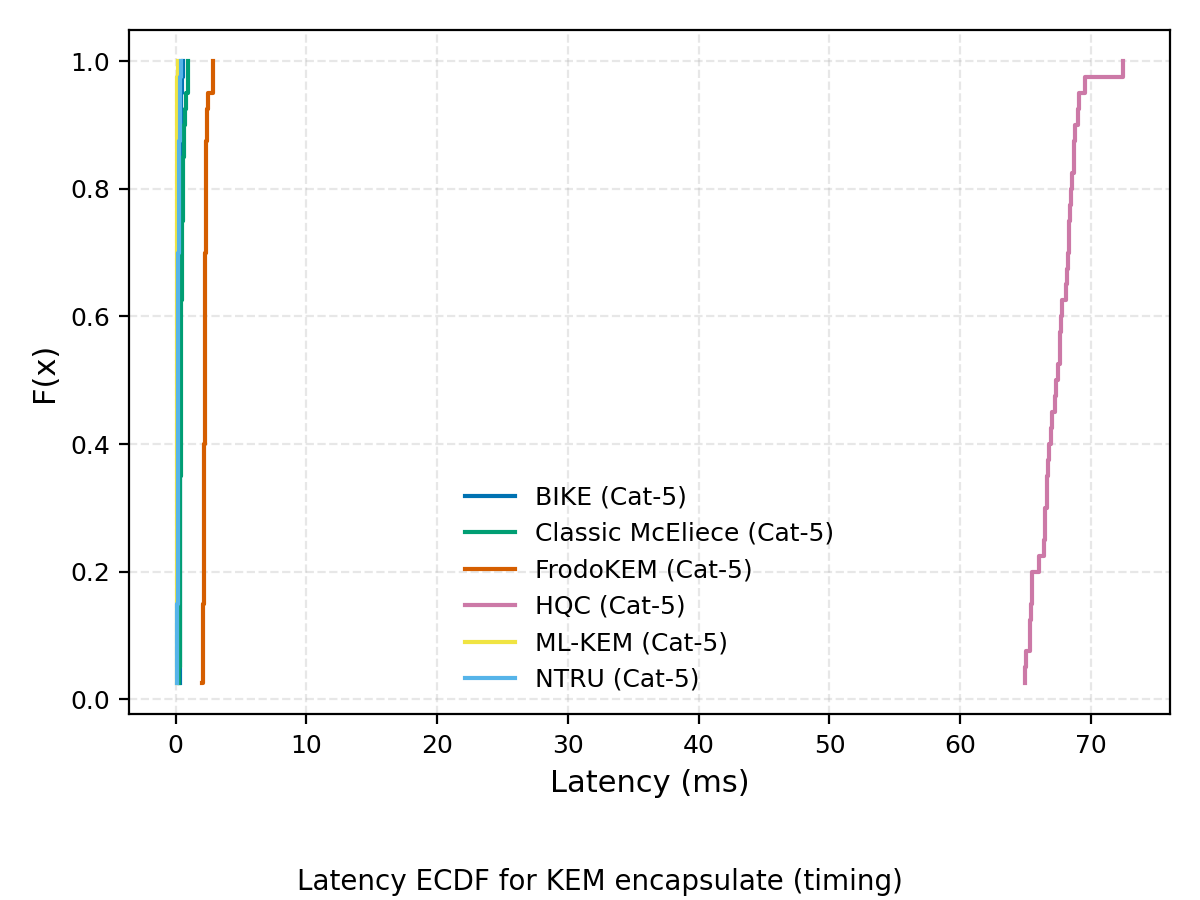 1.0
0.8
0.6
0.4
0.2
0.0
F(x)
BIKE (Cat-5)
Classic McEliece (Cat-5)
FrodoKEM (Cat-5)
HQC (Cat-5)
ML-KEM (Cat-5)
NTRU (Cat-5)
0 10 20 30 40 50 60 70
Latency (ms)
Latency ECDF for KEM encapsulate (timing)